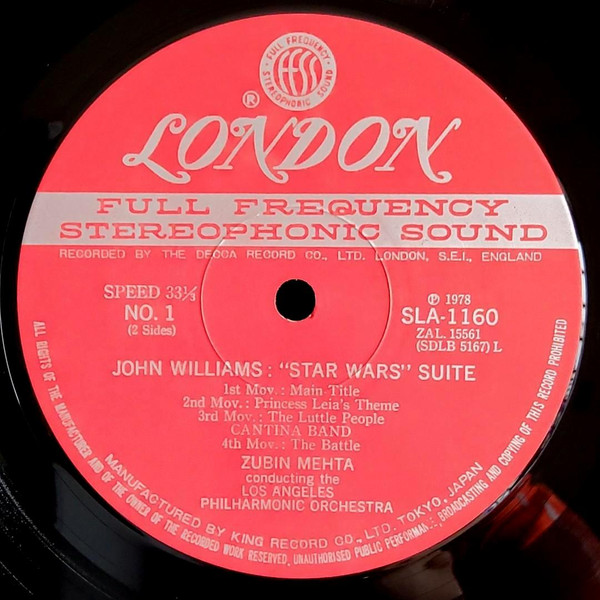 FULL FREQUENCY
FFSS
STEREOPHONIC SOUND
®
LONDON
FULL FREQUENCY
STEREOPHONIC SOUND
RECORDED BY THE DECCA RECORD CO., LTD. LONDON, S.E.I., ENGLAND
SPEED 33⅓
NO. 1
(2 Sides)
℗ 1978
SLA-1160
ZAL. 15561
(SDLB 5167) L
JOHN WILLIAMS: "STAR WARS" SUITE
1st Mov.: Main Title
2nd Mov.: Princess Leia's Theme
3rd Mov.: The Luttle People
CANTINA BAND
4th Mov.: The Battle
ZUBIN MEHTA
conducting the
LOS ANGELES
PHILHARMONIC ORCHESTRA
MANUFACTURED BY KING RECORD CO., LTD. TOKYO, JAPAN
ALL RIGHTS OF THE MANUFACTURER AND OF THE OWNER OF THE RECORDED WORK RESERVED. UNAUTHORISED PUBLIC PERFORMANCE, BROADCASTING AND COPYING OF THIS RECORD PROHIBITED